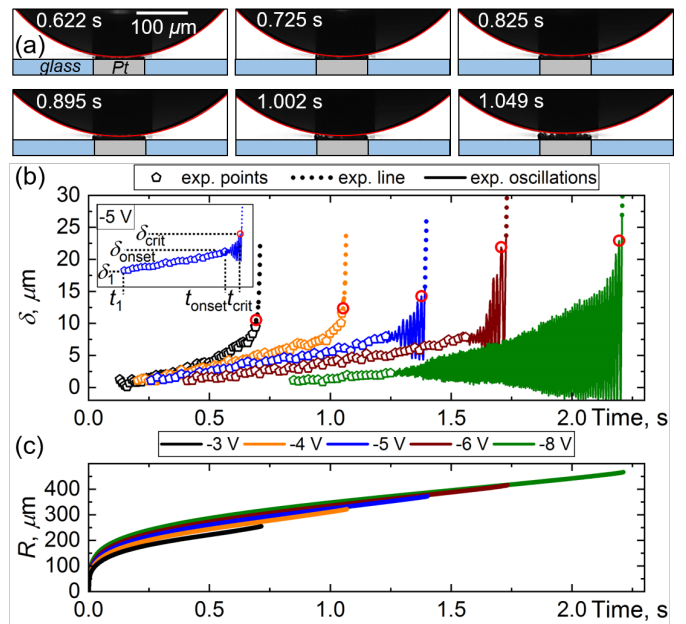 (a)
0.622 s
100 μm
0.725 s
0.825 s
glass Pt
0.895 s
1.002 s
1.049 s
(b)
exp. points exp. line exp. oscillations
δ, μm
30
25
20
15
10
5
0
-5 V
δcrit
δonset
δ1
t1 tonset tcrit
0.0 0.5 1.0 1.5 2.0 Time, s
(c)
-3 V -4 V -5 V -6 V -8 V
R, μm
400
300
200
100
0
0.0 0.5 1.0 1.5 2.0 Time, s